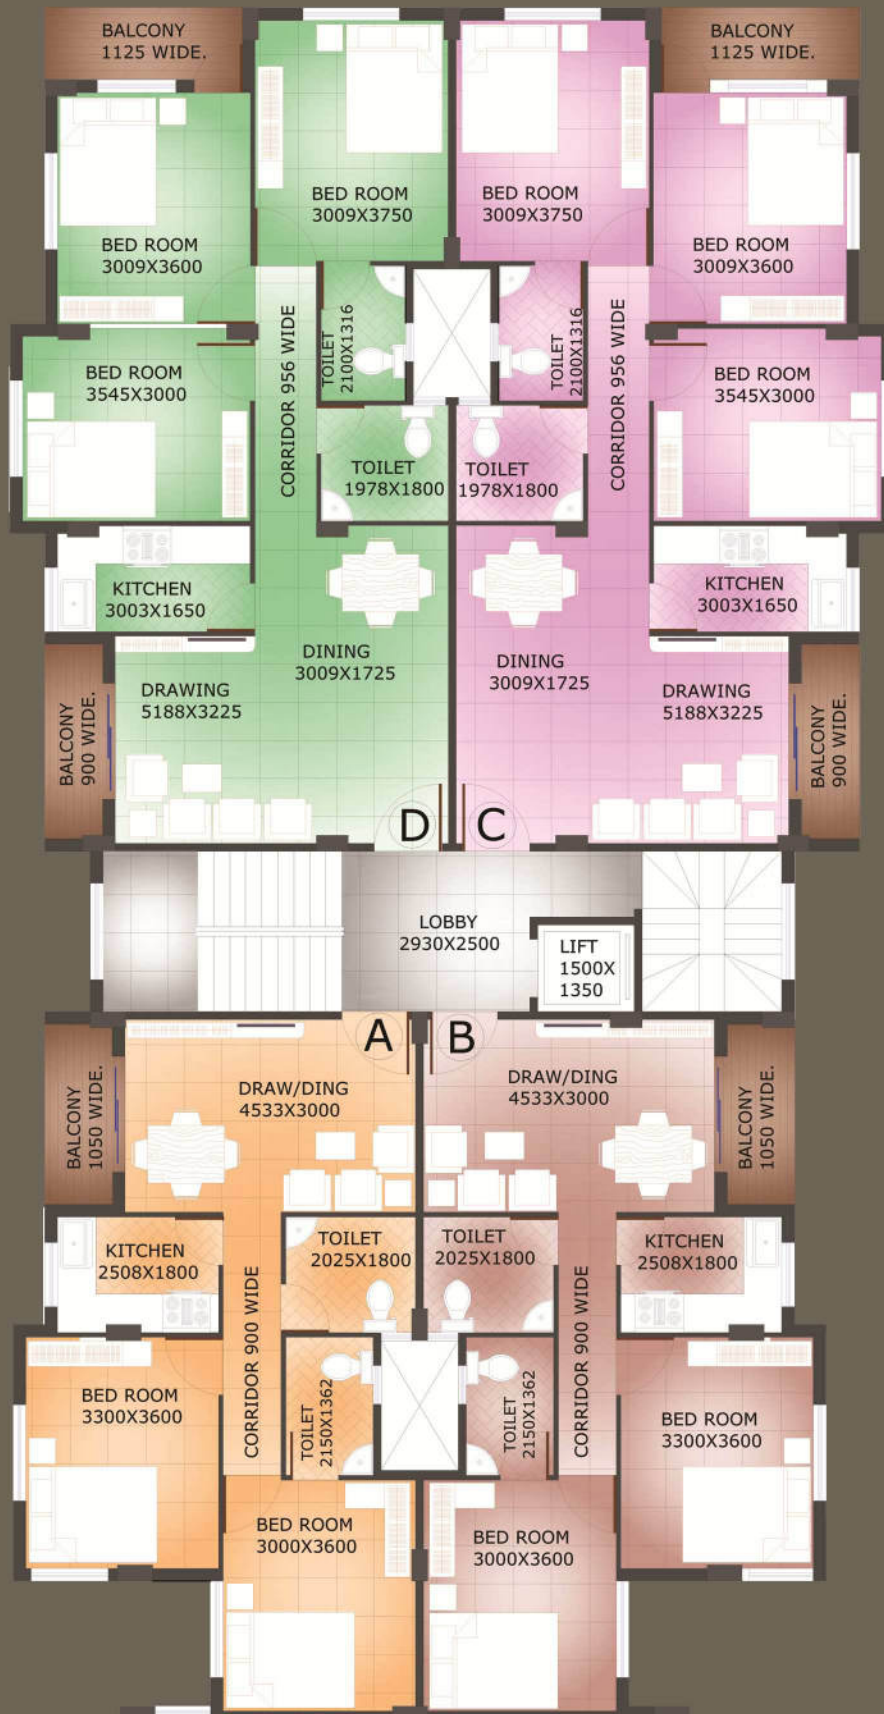 BALCONY
1125 WIDE.
BALCONY
1125 WIDE.
BED ROOM
3009X3750
BED ROOM
3009X3750
BED ROOM
3009X3600
BED ROOM
3009X3600
TOILET
2100X1316
TOILET
2100X1316
CORRIDOR 956 WIDE
CORRIDOR 956 WIDE
BED ROOM
3545X3000
BED ROOM
3545X3000
TOILET
1978X1800
TOILET
1978X1800
KITCHEN
3003X1650
KITCHEN
3003X1650
DINING
3009X1725
DINING
3009X1725
DRAWING
5188X3225
DRAWING
5188X3225
BALCONY
900 WIDE.
BALCONY
900 WIDE.
D
C
LOBBY
2930X2500
LIFT
1500X
1350
A
B
DRAW/DING
4533X3000
DRAW/DING
4533X3000
BALCONY
1050 WIDE.
BALCONY
1050 WIDE.
KITCHEN
2508X1800
TOILET
2025X1800
TOILET
2025X1800
KITCHEN
2508X1800
CORRIDOR 900 WIDE
CORRIDOR 900 WIDE
BED ROOM
3300X3600
TOILET
2150X1362
TOILET
2150X1362
BED ROOM
3300X3600
BED ROOM
3000X3600
BED ROOM
3000X3600